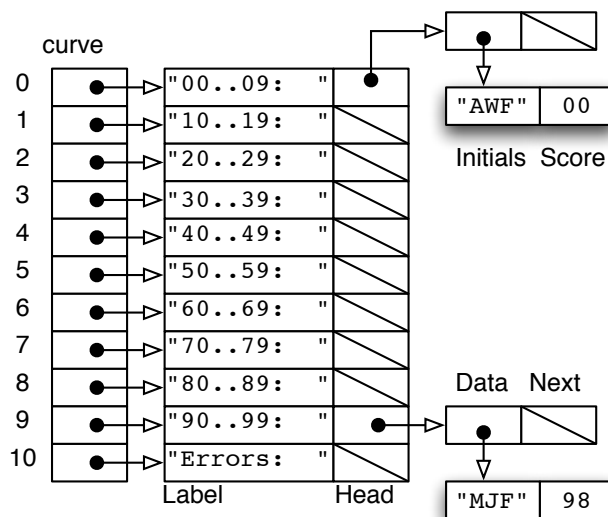 curve
0 "00..09: "
"AWF" 00
1 "10..19: "
Initials Score
2 "20..29: "
3 "30..39: "
4 "40..49: "
5 "50..59: "
6 "60..69: "
7 "70..79: "
8 "80..89: "
Data Next
9 "90..99: "
10 "Errors: "
Label Head
"MJF" 98